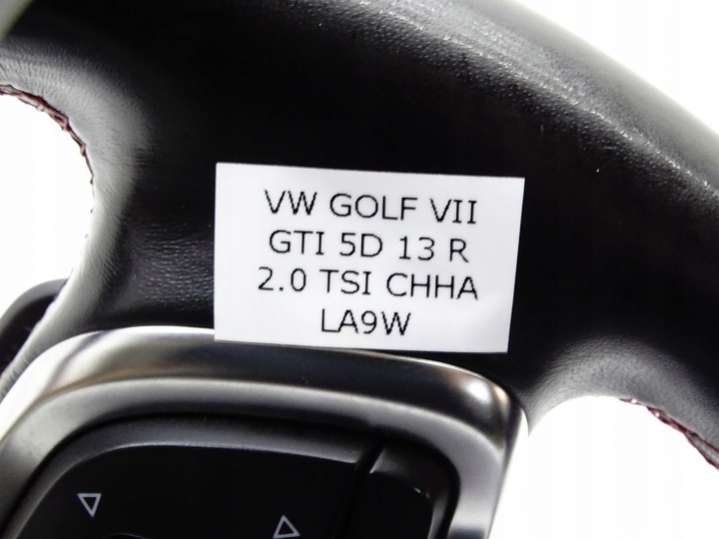 VW GOLF VII
GTI 5D 13 R
2.0 TSI CHHA
LA9W